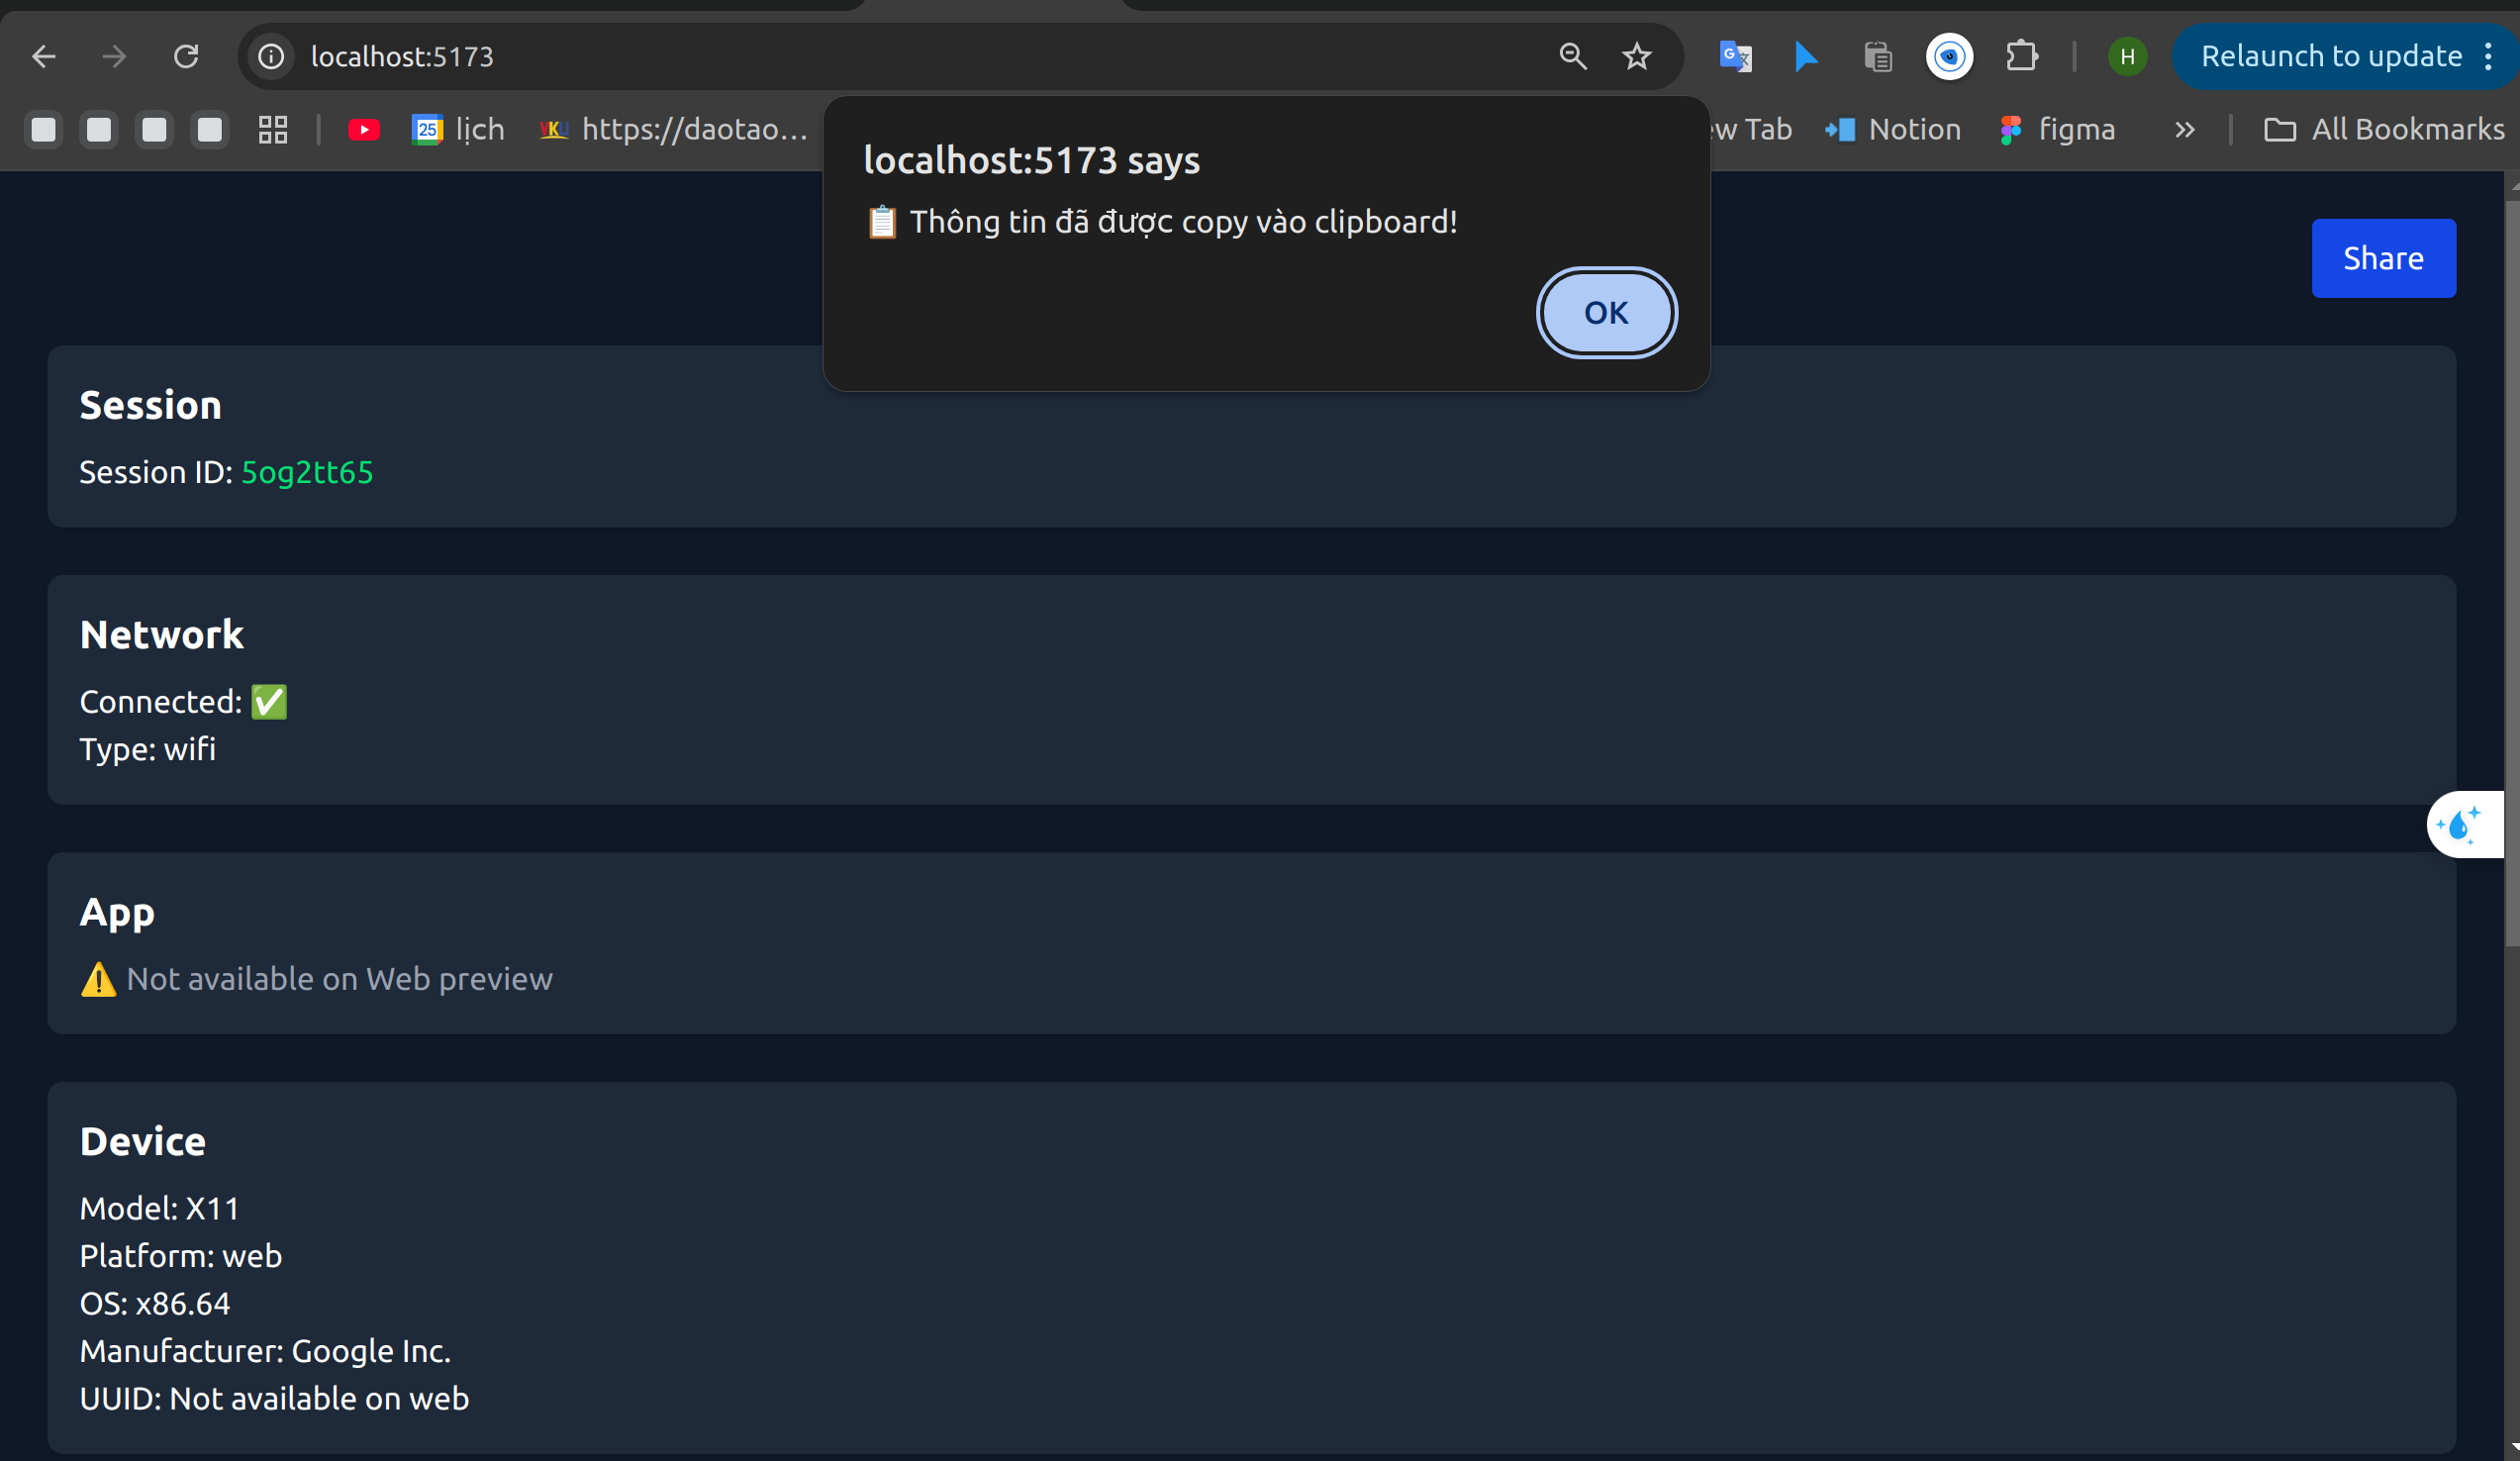 localhost:5173
H
Relaunch to update
25
lịch
VKU
https://daotao...
ew Tab
Notion
figma
All Bookmarks
localhost:5173 says
📋 Thông tin đã được copy vào clipboard!
OK
Share
Session
Session ID: 5og2tt65
Network
Connected: ✅
Type: wifi
App
⚠️ Not available on Web preview
Device
Model: X11
Platform: web
OS: x86.64
Manufacturer: Google Inc.
UUID: Not available on web